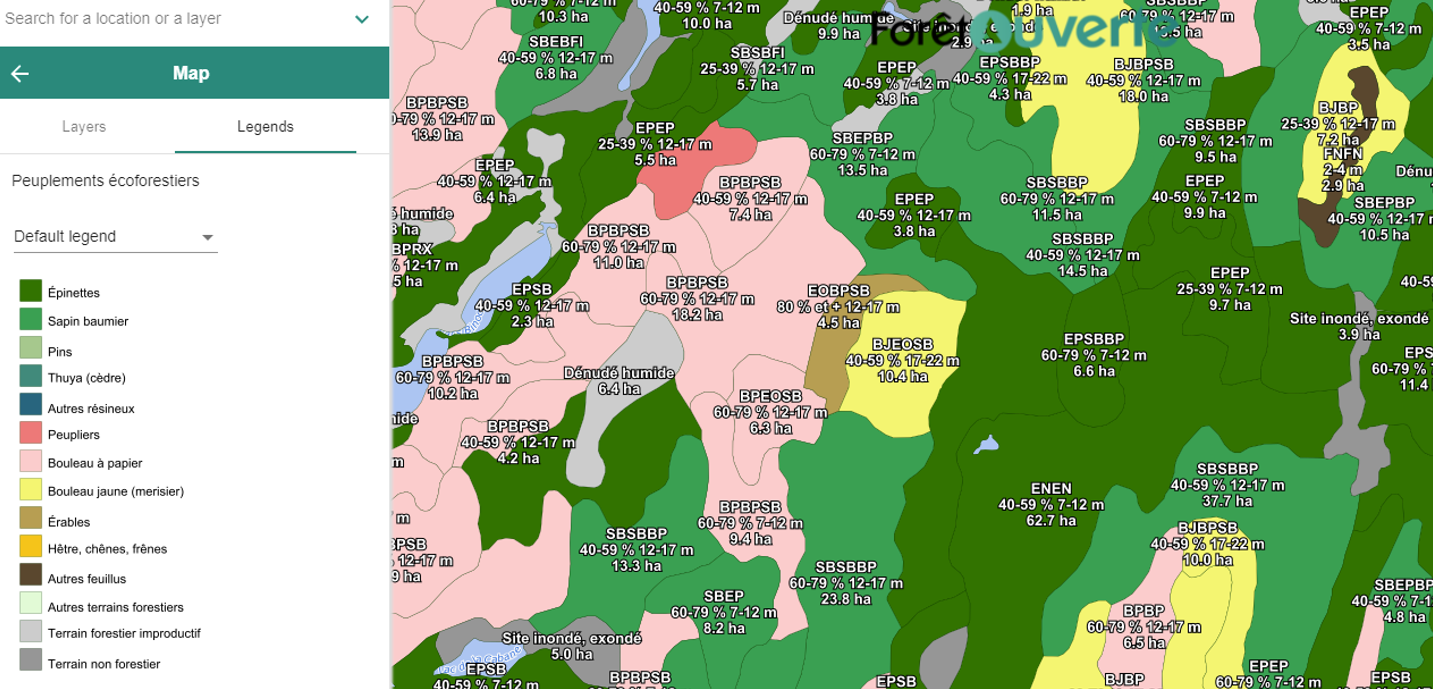 Search for a location or a layer
Map
Layers
Legends
Peuplements écoforestiers
Default legend
Épinettes
Sapin baumier
Pins
Thuya (cèdre)
Autres résineux
Peupliers
Bouleau à papier
Bouleau jaune (merisier)
Érables
Hêtre, chênes, frênes
Autres feuillus
Autres terrains forestiers
Terrain forestier improductif
Terrain non forestier
ForêtOuverte
60-79 % 7-12 m
10.3 ha
40-59 % 7-12 m
10.0 ha
Dénudé humide
9.9 ha
2.9 ha
1.9 ha
SBSBBP
% 12-17 m
EPEP
40-59 % 7-12 m
3.5 ha
SBEBFI
40-59 % 12-17 m
6.8 ha
SBSBFI
25-39 % 12-17 m
5.7 ha
EPEP
40-59 % 7-12 m
3.8 ha
EPSBBP
40-59 % 17-22 m
4.3 ha
BJBPSB
40-59 % 12-17 m
18.0 ha
BPBPSB
% 12-17 m
13.9 ha
EPEP
25-39 % 12-17 m
5.5 ha
SBEPBP
60-79 % 7-12 m
13.5 ha
SBSBBP
60-79 % 12-17 m
9.5 ha
BJBP
25-39 % 12-17 m
7.2 ha
FNFN
2-4 m
2.9 ha
EPEP
40-59 % 12-17 m
6.4 ha
BPBPSB
40-59 % 12-17 m
7.4 ha
EPEP
40-59 % 12-17 m
3.8 ha
SBSBBP
60-79 % 12-17 m
11.5 ha
EPEP
40-59 % 7-12 m
9.9 ha
SBEPBP
40-59 % 12-17 m
10.5 ha
humide
BPRX
% 12-17 m
5 ha
BPBPSB
60-79 % 12-17 m
11.0 ha
SBSBBP
40-59 % 12-17 m
14.5 ha
EPSB
40-59 % 12-17 m
2.3 ha
BPBPSB
60-79 % 12-17 m
18.2 ha
EOBPSB
80 % et + 12-17 m
4.5 ha
EPEP
25-39 % 7-12 m
9.7 ha
Site inondé, exondé
3.9 ha
BPBPSB
60-79 % 12-17 m
10.2 ha
Dénudé humide
6.4 ha
BJEOSB
40-59 % 17-22 m
10.4 ha
EPSBBP
60-79 % 7-12 m
6.6 ha
60-79 %
11.4
BPEOSB
60-79 % 12-17 m
6.3 ha
BPBPSB
40-59 % 12-17 m
4.2 ha
m
SBSBBP
40-59 % 12-17 m
37.7 ha
ENEN
40-59 % 7-12 m
62.7 ha
m
BPBPSB
60-79 % 7-12 m
9.4 ha
SBSBBP
40-59 % 12-17 m
13.3 ha
BJBPSB
40-59 % 17-22 m
10.0 ha
% 12-17 m
9 ha
SBSBBP
60-79 % 12-17 m
23.8 ha
SBEP
60-79 % 7-12 m
8.2 ha
SBEPBP
4.8 ha
BPBP
60-79 % 12-17 m
6.5 ha
Site inondé, exondé
5.0 ha
EPSB
40-59 % 7-12 m
BPBPSB
EPSB
BJBP
EPEP
60-79 % 7-12 m
EPSB